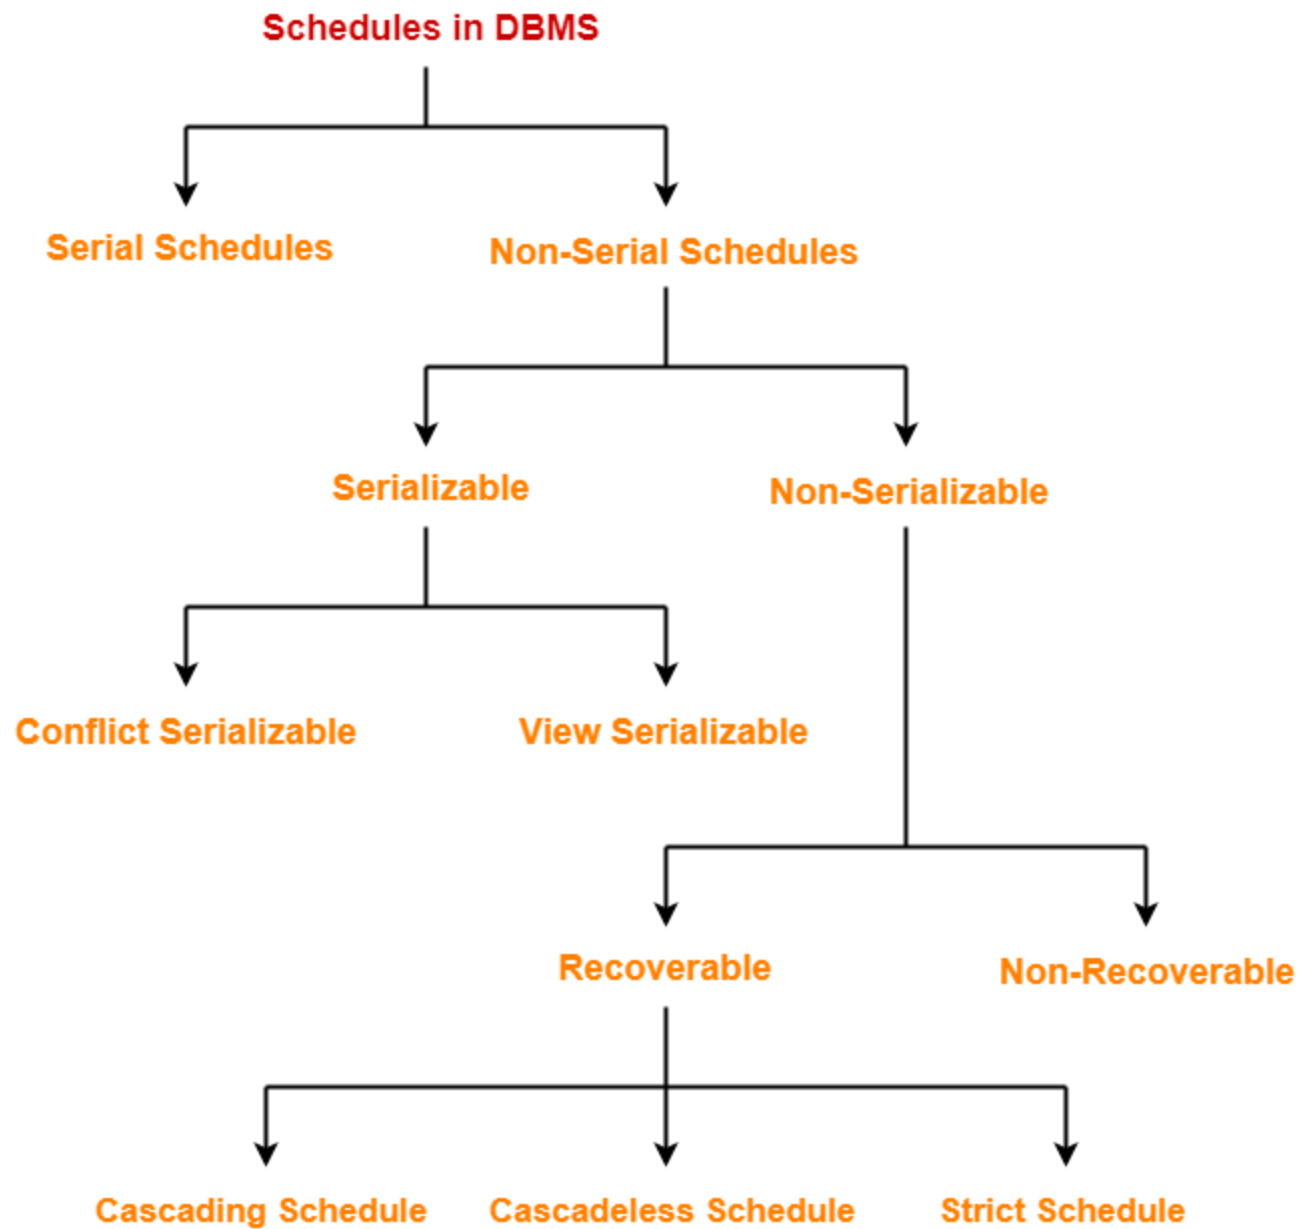 Schedules in DBMS
Serial Schedules
Non-Serial Schedules
Serializable
Non-Serializable
Conflict Serializable
View Serializable
Recoverable
Non-Recoverable
Cascading Schedule
Cascadeless Schedule
Strict Schedule